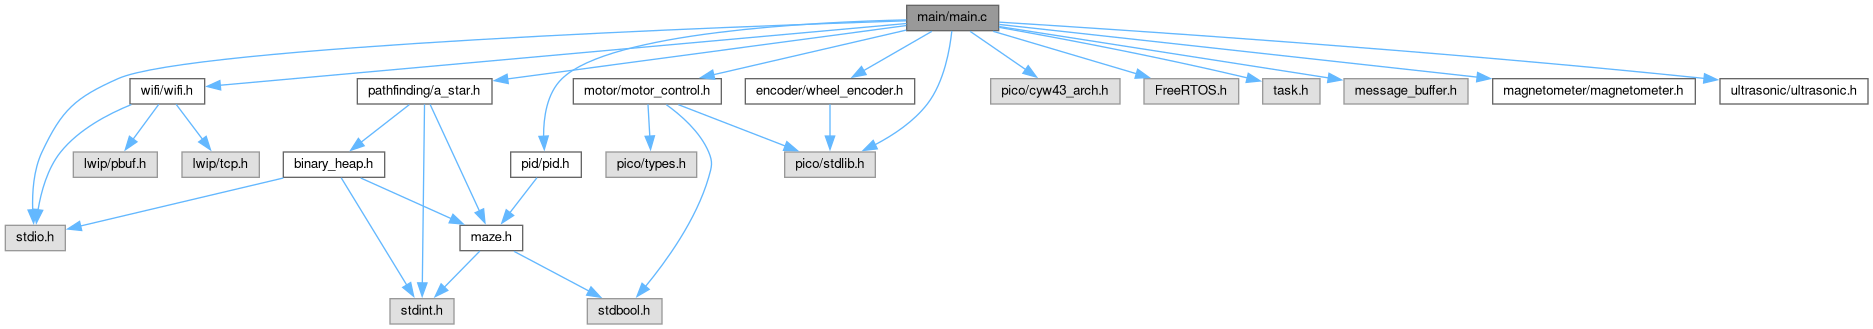 main/main.c
wifi/wifi.h
pathfinding/a_star.h
motor/motor_control.h
encoder/wheel_encoder.h
pico/cyw43_arch.h
FreeRTOS.h
task.h
message_buffer.h
magnetometer/magnetometer.h
ultrasonic/ultrasonic.h
lwip/pbuf.h
lwip/tcp.h
binary_heap.h
pid/pid.h
pico/types.h
pico/stdlib.h
stdio.h
maze.h
stdint.h
stdbool.h